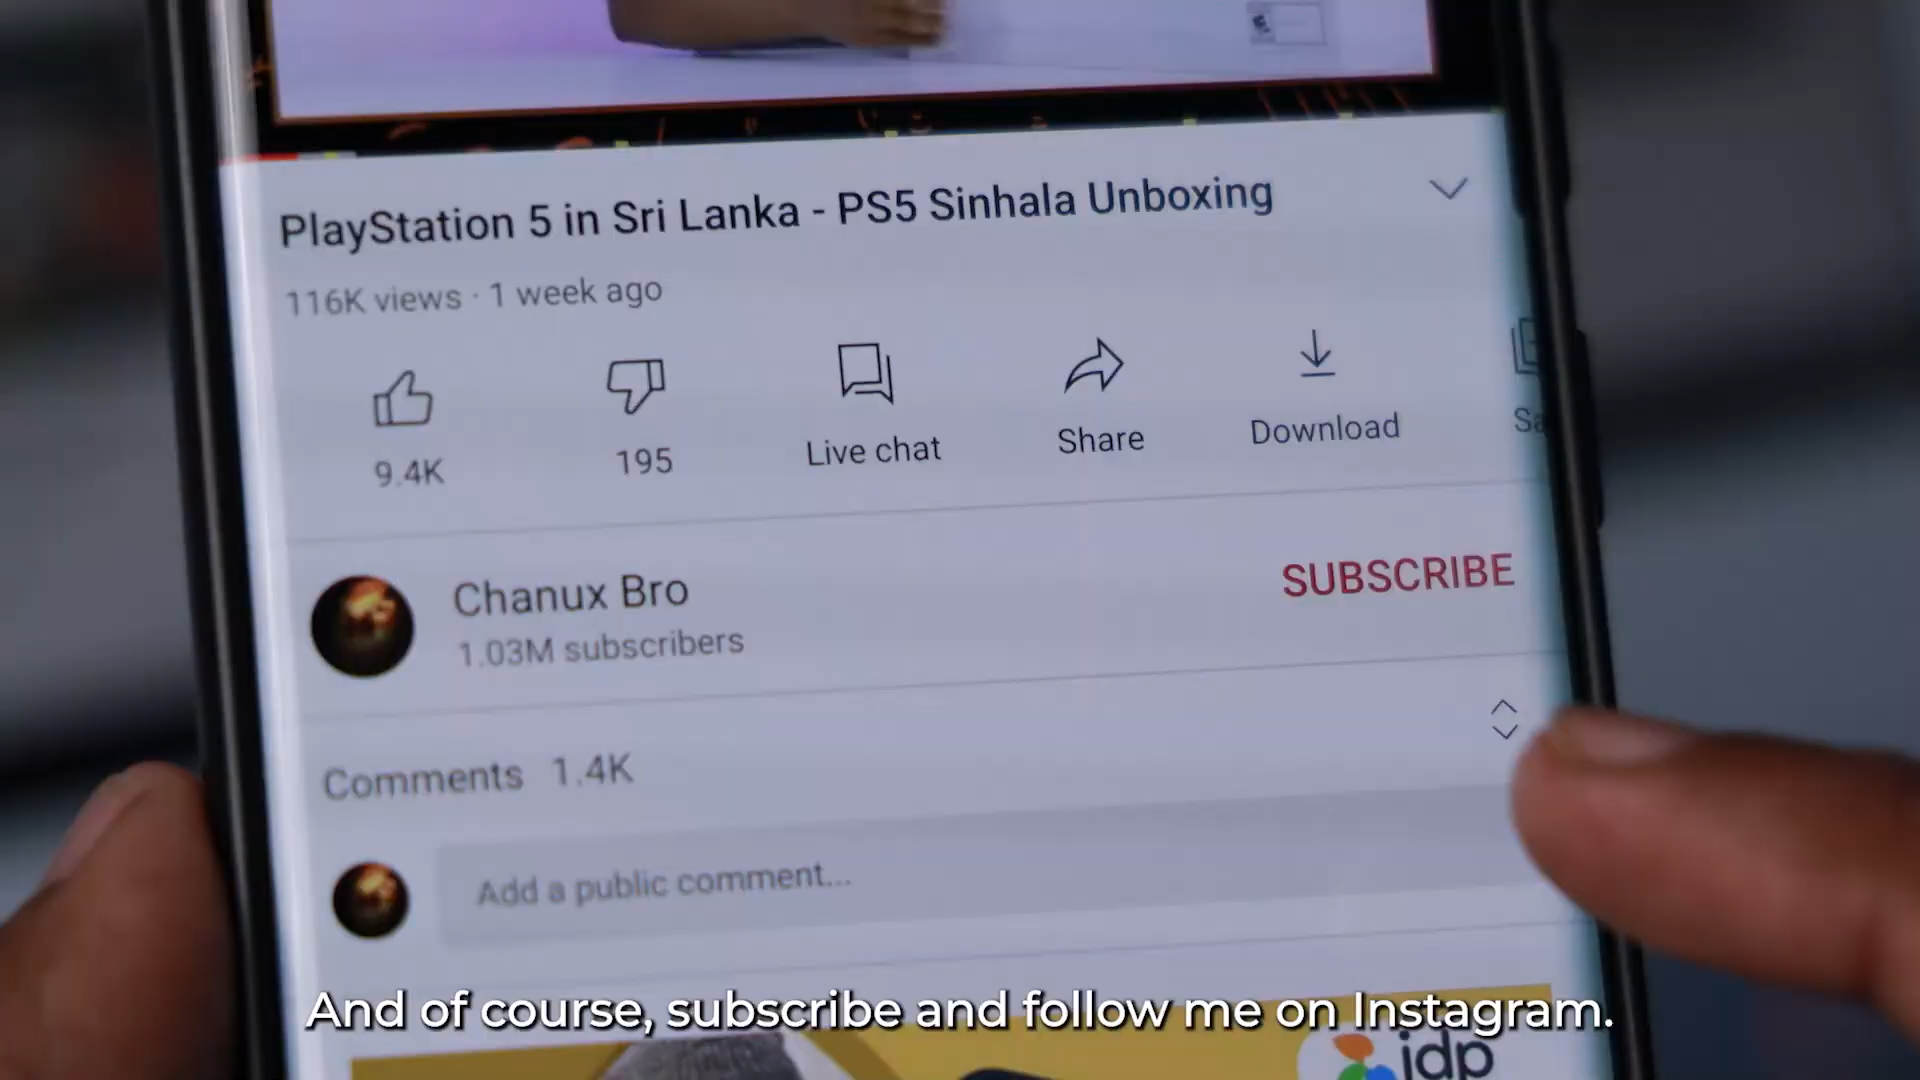 PlayStation 5 in Sri Lanka - PS5 Sinhala Unboxing
116K views · 1 week ago
9.4K
195
Live chat
Share
Download
Sa
Chanux Bro
1.03M subscribers
SUBSCRIBE
Comments 1.4K
Add a public comment...
And of course, subscribe and follow me on Instagram.
idp